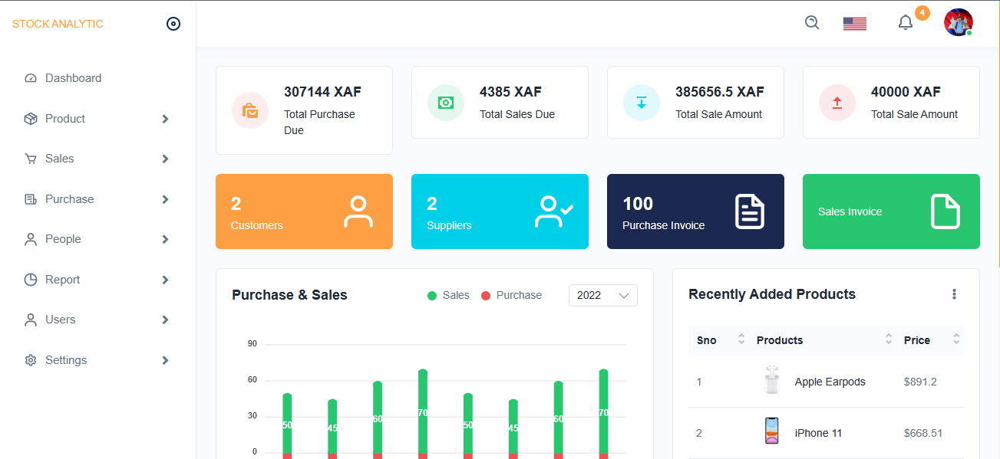 STOCK ANALYTIC
4
Dashboard
Product
Sales
Purchase
People
Report
Users
Settings
307144 XAF
Total Purchase
Due
4385 XAF
Total Sales Due
385656.5 XAF
Total Sale Amount
40000 XAF
Total Sale Amount
2
Customers
2
Suppliers
100
Purchase Invoice
Sales Invoice
Purchase & Sales
Sales Purchase
2022
90
60
30
0
50 45 60 70 50 45 60 70
Recently Added Products
Sno Products Price
1 Apple Earpods $891.2
2 iPhone 11 $668.51